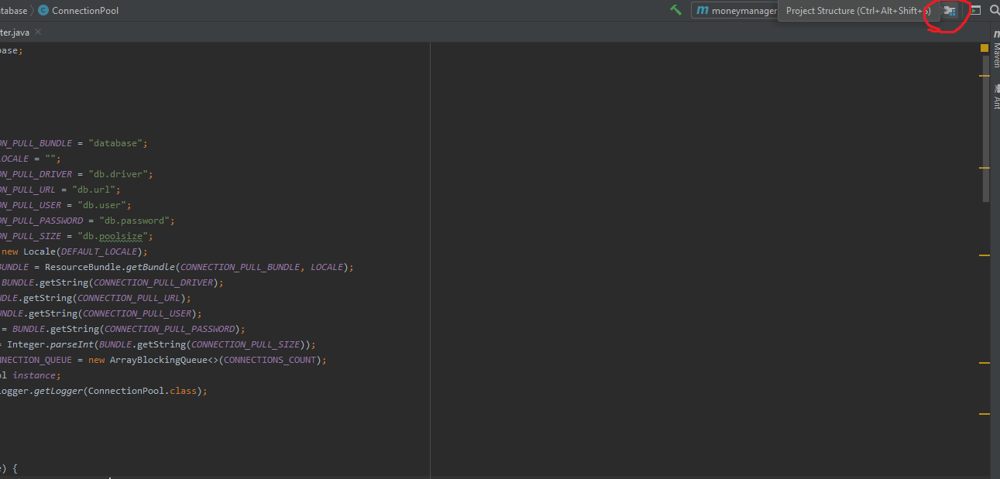 tabase ConnectionPool m moneymanager Project Structure (Ctrl+Alt+Shift+S)
ter.java
ase;
m Maven
Ant
ON_PULL_BUNDLE = "database";
LOCALE = "";
ON_PULL_DRIVER = "db.driver";
ON_PULL_URL = "db.url";
ON_PULL_USER = "db.user";
ON_PULL_PASSWORD = "db.password";
ON_PULL_SIZE = "db.poolsize";
new Locale(DEFAULT_LOCALE);
BUNDLE = ResourceBundle.getBundle(CONNECTION_PULL_BUNDLE, LOCALE);
BUNDLE.getString(CONNECTION_PULL_DRIVER);
NDLE.getString(CONNECTION_PULL_URL);
UNDLE.getString(CONNECTION_PULL_USER);
= BUNDLE.getString(CONNECTION_PULL_PASSWORD);
= Integer.parseInt(BUNDLE.getString(CONNECTION_PULL_SIZE));
NNECTION_QUEUE = new ArrayBlockingQueue<>(CONNECTIONS_COUNT);
ol instance;
Logger.getLogger(ConnectionPool.class);
) {